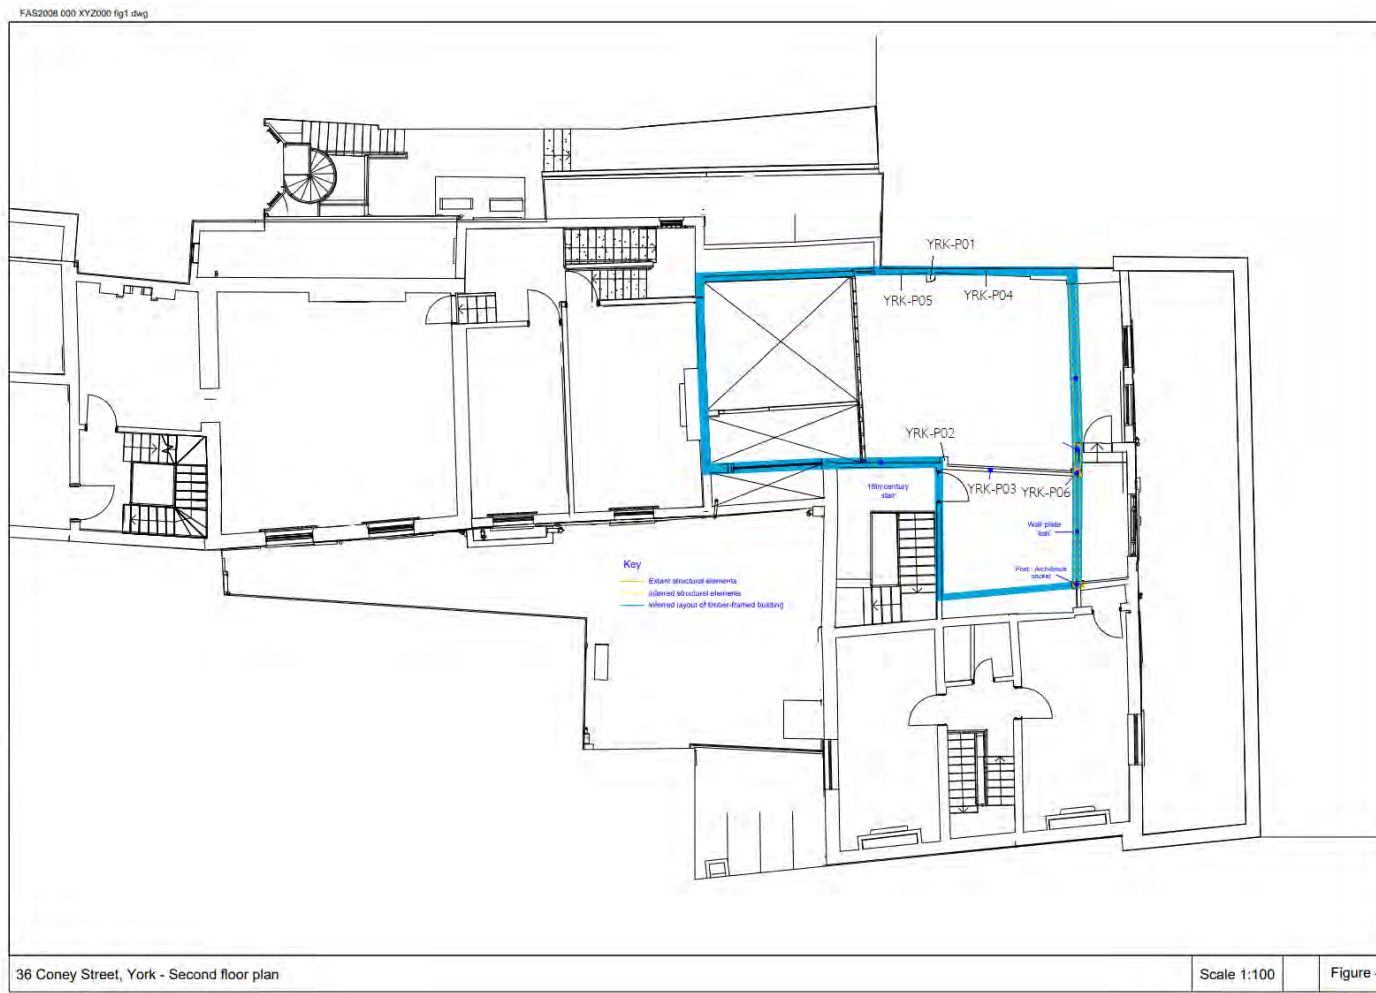 FAS2008 000 XYZ000 fig1.dwg
YRK-P01
YRK-P05
YRK-P04
YRK-P02
YRK-P03
YRK-P06
century
stair
Wall plate
Post - Archbrace
Key
Extant structural elements
Inferred structural elements
Inferred layout of timber-framed building
36 Coney Street, York - Second floor plan
Scale 1:100
Figure